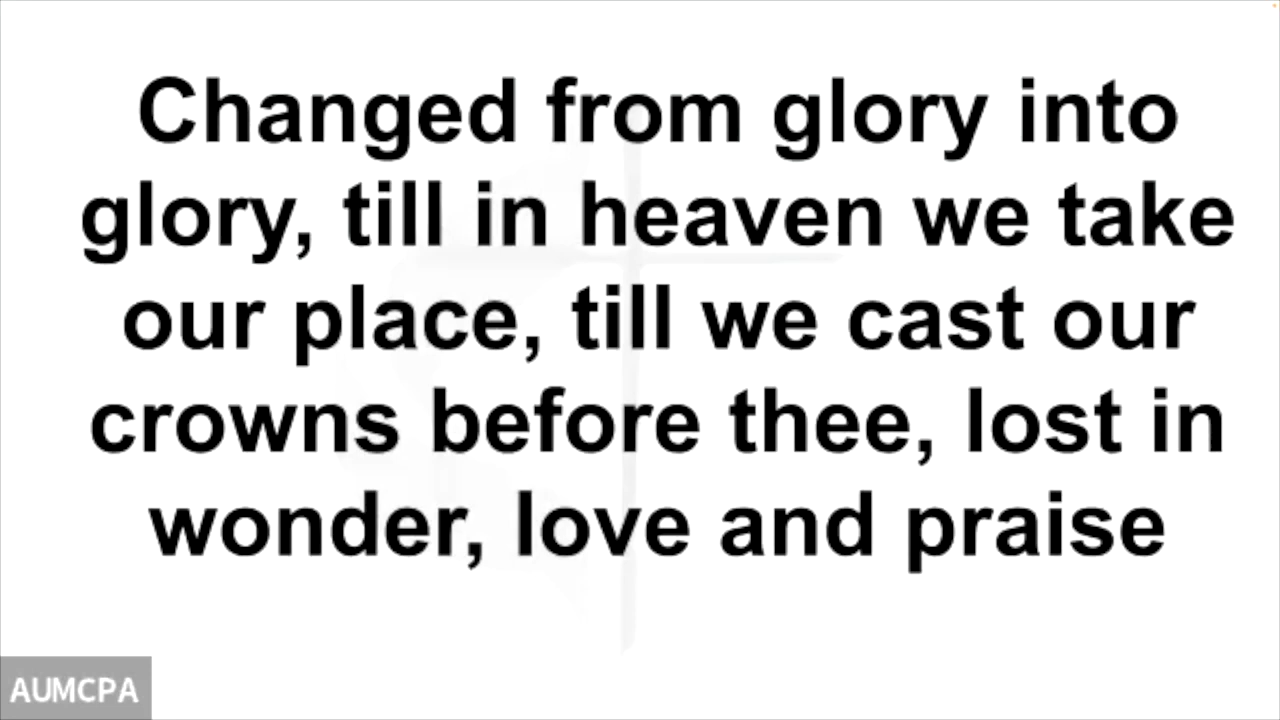 Changed from glory into
glory, till in heaven we take
our place, till we cast our
crowns before thee, lost in
wonder, love and praise
AUMCPA